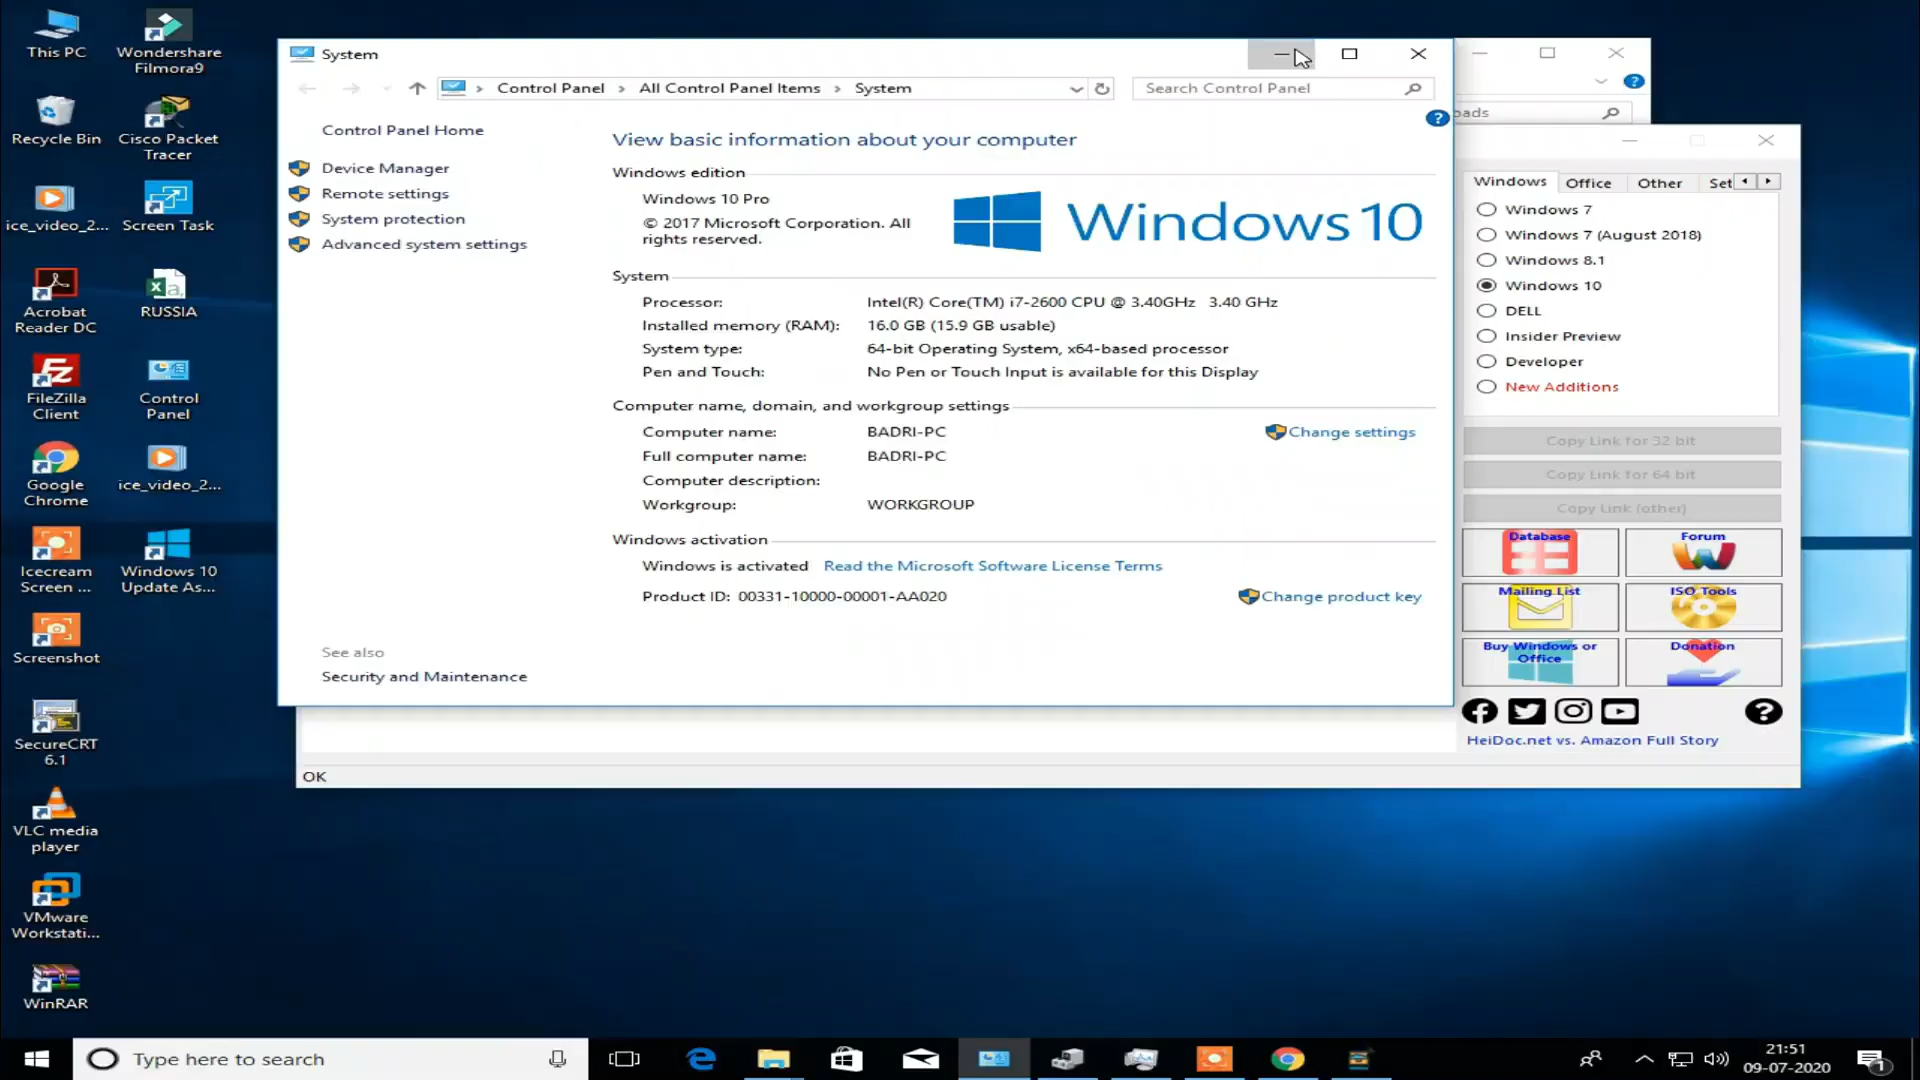 This PC
Wondershare
Filmora9
Recycle Bin
Cisco Packet
Tracer
ice_video_2...
Screen Task
Acrobat
Reader DC
RUSSIA
FileZilla
Client
Control
Panel
Google
Chrome
ice_video_2...
Icecream
Screen ...
Windows 10
Update As...
Screenshot
SecureCRT
6.1
VLC media
player
VMware
Workstati...
WinRAR
System
Control Panel > All Control Panel Items > System
Search Control Panel
Control Panel Home
Device Manager
Remote settings
System protection
Advanced system settings
See also
Security and Maintenance
View basic information about your computer
Windows edition
Windows 10 Pro
© 2017 Microsoft Corporation. All
rights reserved.
Windows 10
System
Processor: Intel(R) Core(TM) i7-2600 CPU @ 3.40GHz 3.40 GHz
Installed memory (RAM): 16.0 GB (15.9 GB usable)
System type: 64-bit Operating System, x64-based processor
Pen and Touch: No Pen or Touch Input is available for this Display
Computer name, domain, and workgroup settings
Computer name: BADRI-PC Change settings
Full computer name: BADRI-PC
Computer description:
Workgroup: WORKGROUP
Windows activation
Windows is activated Read the Microsoft Software License Terms
Product ID: 00331-10000-00001-AA020 Change product key
oads
Windows Office Other Set
Windows 7
Windows 7 (August 2018)
Windows 8.1
Windows 10
DELL
Insider Preview
Developer
New Additions
Copy Link for 32 bit
Copy Link for 64 bit
Copy Link (other)
Database Forum
Mailing List ISO Tools
Buy Windows or
Office
Donation
HeiDoc.net vs. Amazon Full Story
OK
Type here to search
21:51
09-07-2020
1